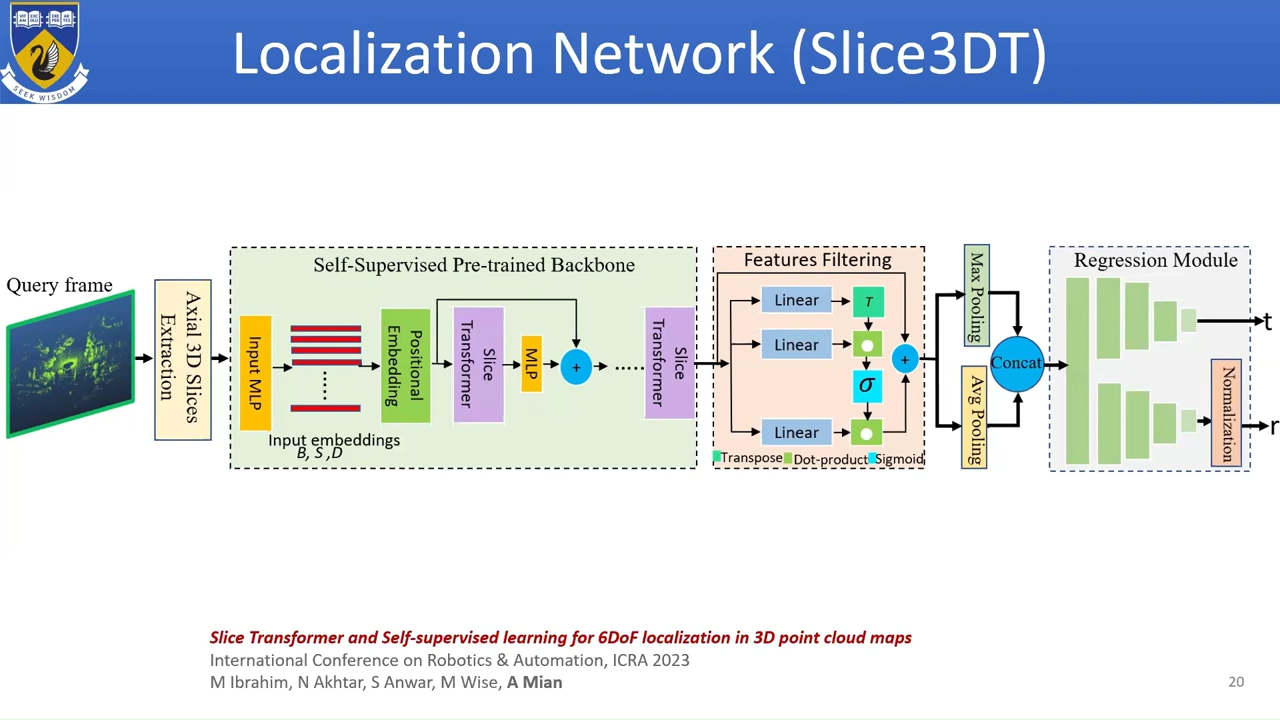 Localization Network (Slice3DT)
SEEK WISDOM
Query frame
Axial 3D Slices
Extraction
Self-Supervised Pre-trained Backbone
Input MLP
Input embeddings
B, S ,D
Positional
Embedding
Slice
Transformer
MLP
+
......
Slice
Transformer
Features Filtering
Linear
T
Linear
σ
Linear
+
Transpose
Dot-product
Sigmoid
Max Pooling
Avg Pooling
Concat
Regression Module
t
Normalization
r
Slice Transformer and Self-supervised learning for 6DoF localization in 3D point cloud maps
International Conference on Robotics & Automation, ICRA 2023
M Ibrahim, N Akhtar, S Anwar, M Wise, A Mian
20